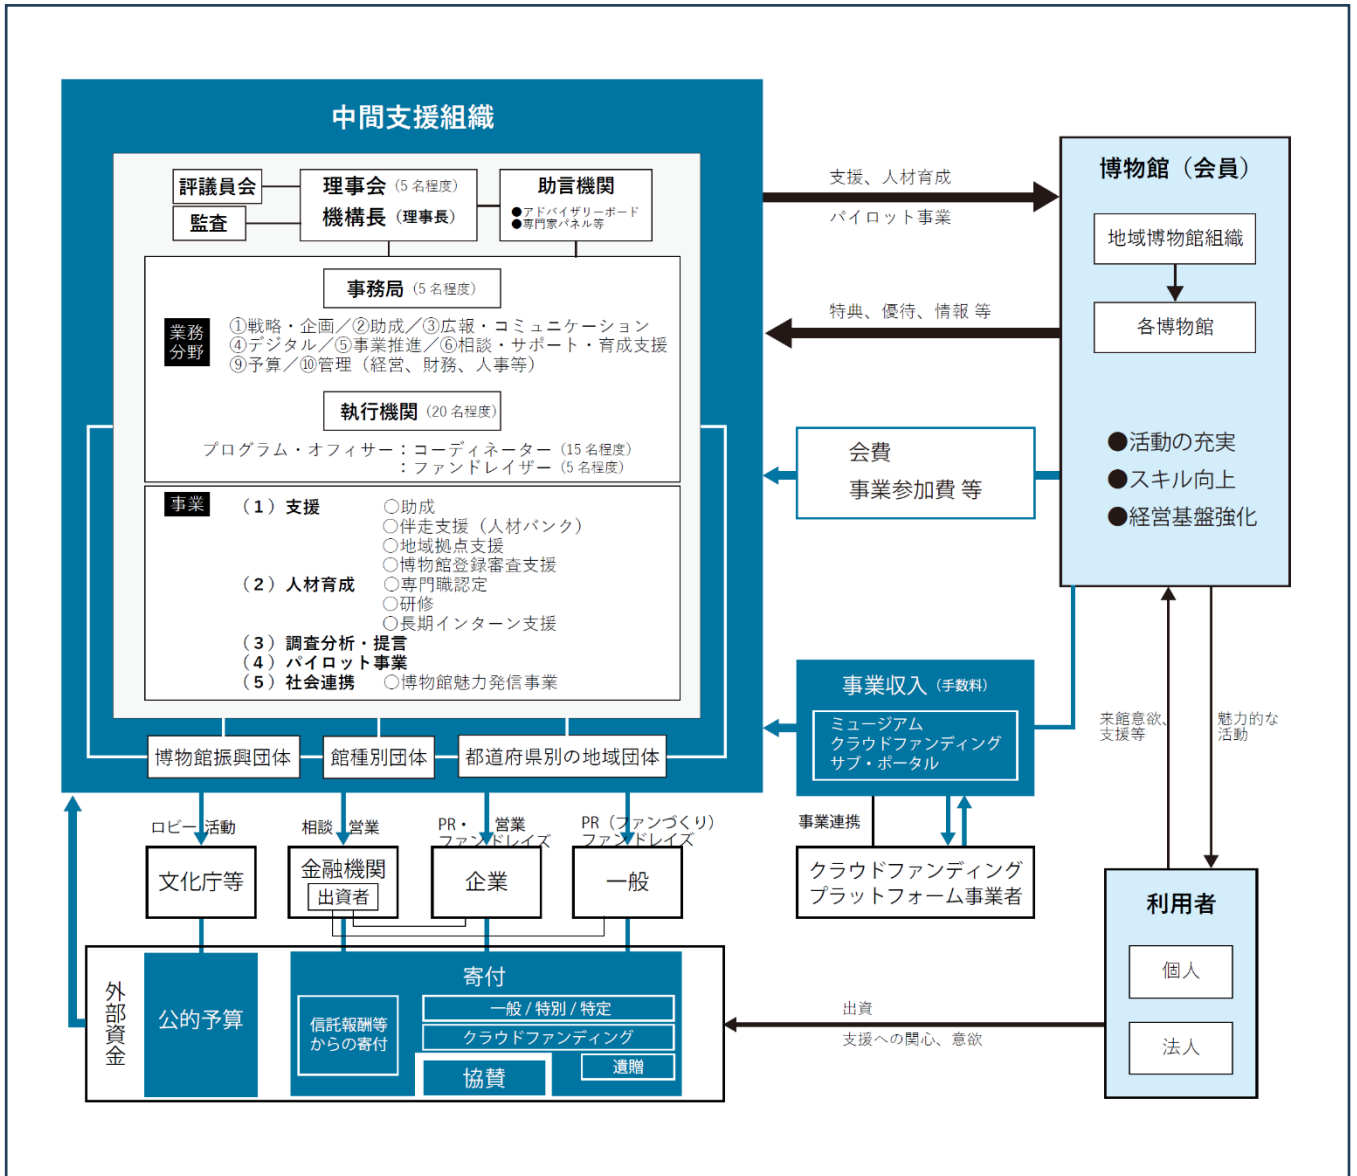 中間支援組織
評議員会
監査
理事会（5名程度）
機構長（理事長）
助言機関
●アドバイザリーボード
●専門家パネル等
事務局（5名程度）
業務
分野
①戦略・企画／②助成／③広報・コミュニケーション
④デジタル／⑤事業推進／⑥相談・サポート・育成支援
⑨予算／⑩管理（経営、財務、人事等）
執行機関（20名程度）
プログラム・オフィサー：コーディネーター（15名程度）
：ファンドレイザー（5名程度）
事業
（1）支援 ○助成
○伴走支援（人材バンク）
○地域拠点支援
○博物館登録審査支援
（2）人材育成 ○専門職認定
○研修
○長期インターン支援
（3）調査分析・提言
（4）パイロット事業
（5）社会連携 ○博物館魅力発信事業
博物館振興団体
館種別団体
都道府県別の地域団体
支援、人材育成
パイロット事業
特典、優待、情報 等
会費
事業参加費 等
博物館（会員）
地域博物館組織
各博物館
●活動の充実
●スキル向上
●経営基盤強化
事業収入（手数料）
ミュージアム
クラウドファンディング
サブ・ポータル
事業連携
クラウドファンディング
プラットフォーム事業者
来館意欲、
支援等
魅力的な
活動
利用者
個人
法人
ロビー活動
相談 営業
PR・ 営業
ファンドレイズ
PR（ファンづくり）
ファンドレイズ
文化庁等
金融機関
出資者
企業
一般
外部資金
公的予算
寄付
信託報酬等
からの寄付
一般 / 特別 / 特定
クラウドファンディング
協賛
遺贈
出資
支援への関心、意欲